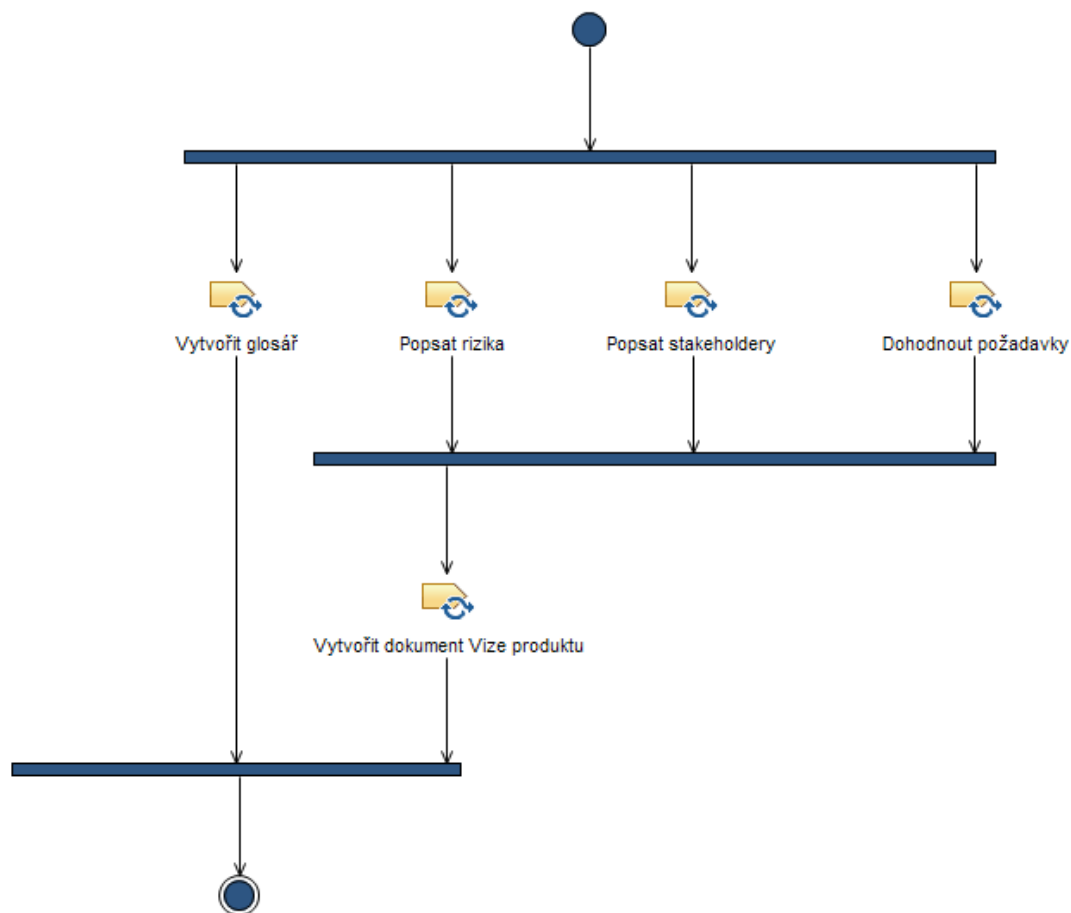 Vytvořit glosář
Popsat rizika
Popsat stakeholdery
Dohodnout požadavky
Vytvořit dokument Vize produktu